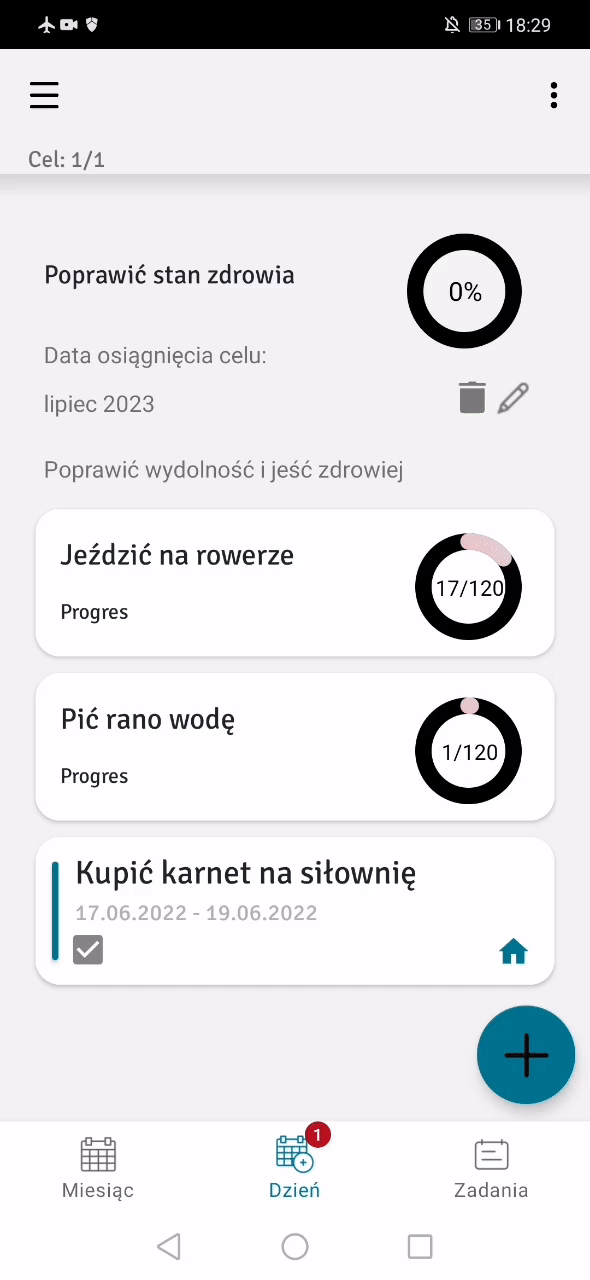 35 18:29
Cel: 1/1
Poprawić stan zdrowia
0%
Data osiągnięcia celu:
lipiec 2023
Poprawić wydolność i jeść zdrowiej
Jeździć na rowerze
17/120
Progres
Pić rano wodę
1/120
Progres
Kupić karnet na siłownię
17.06.2022 - 19.06.2022
1
Miesiąc
Dzień
Zadania